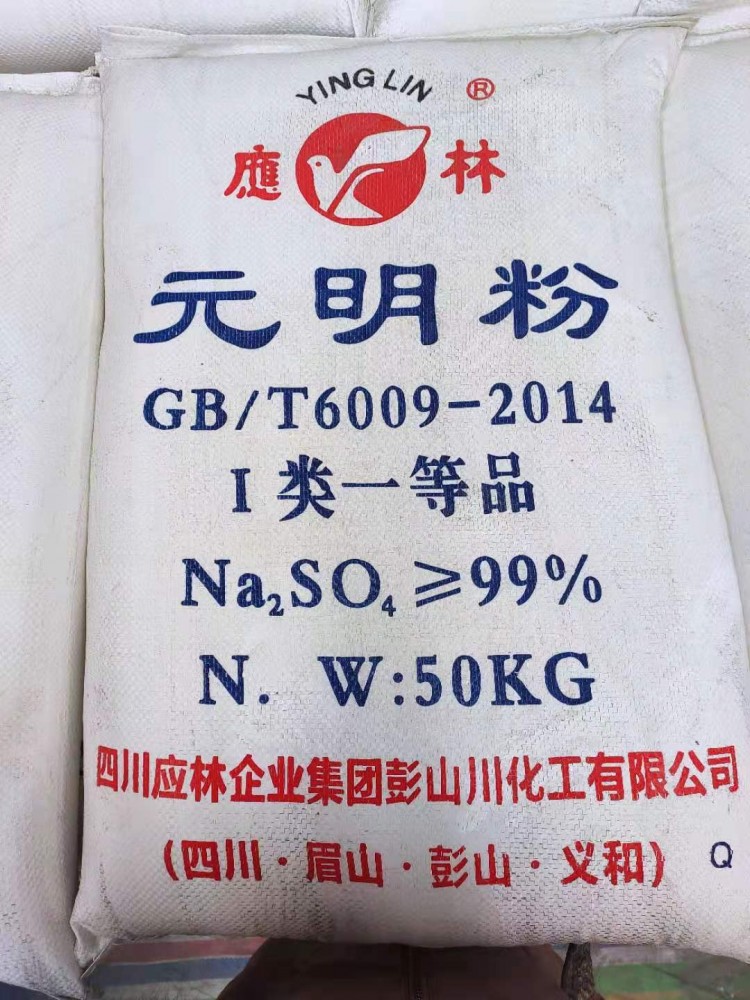 YING LIN ®
應林
元明粉
GB/T6009-2014
I类一等品
Na₂SO₄≥99%
N. W:50KG
四川应林企业集团彭山川化工有限公司
(四川·眉山·彭山·义和)
Q